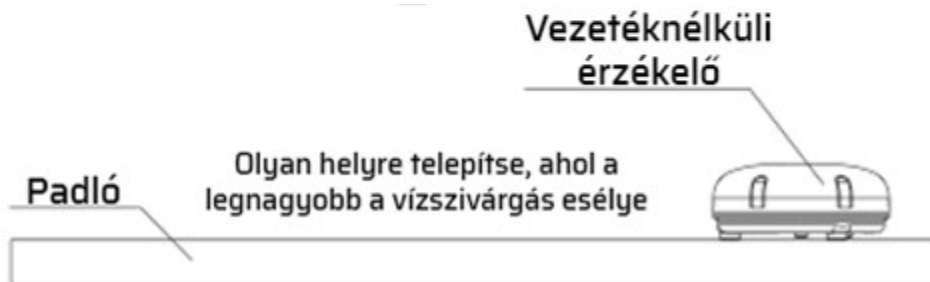 Vezetéknélküli
érzékelő
Olyan helyre telepítse, ahol a
legnagyobb a vízszivárgás esélye
Padló